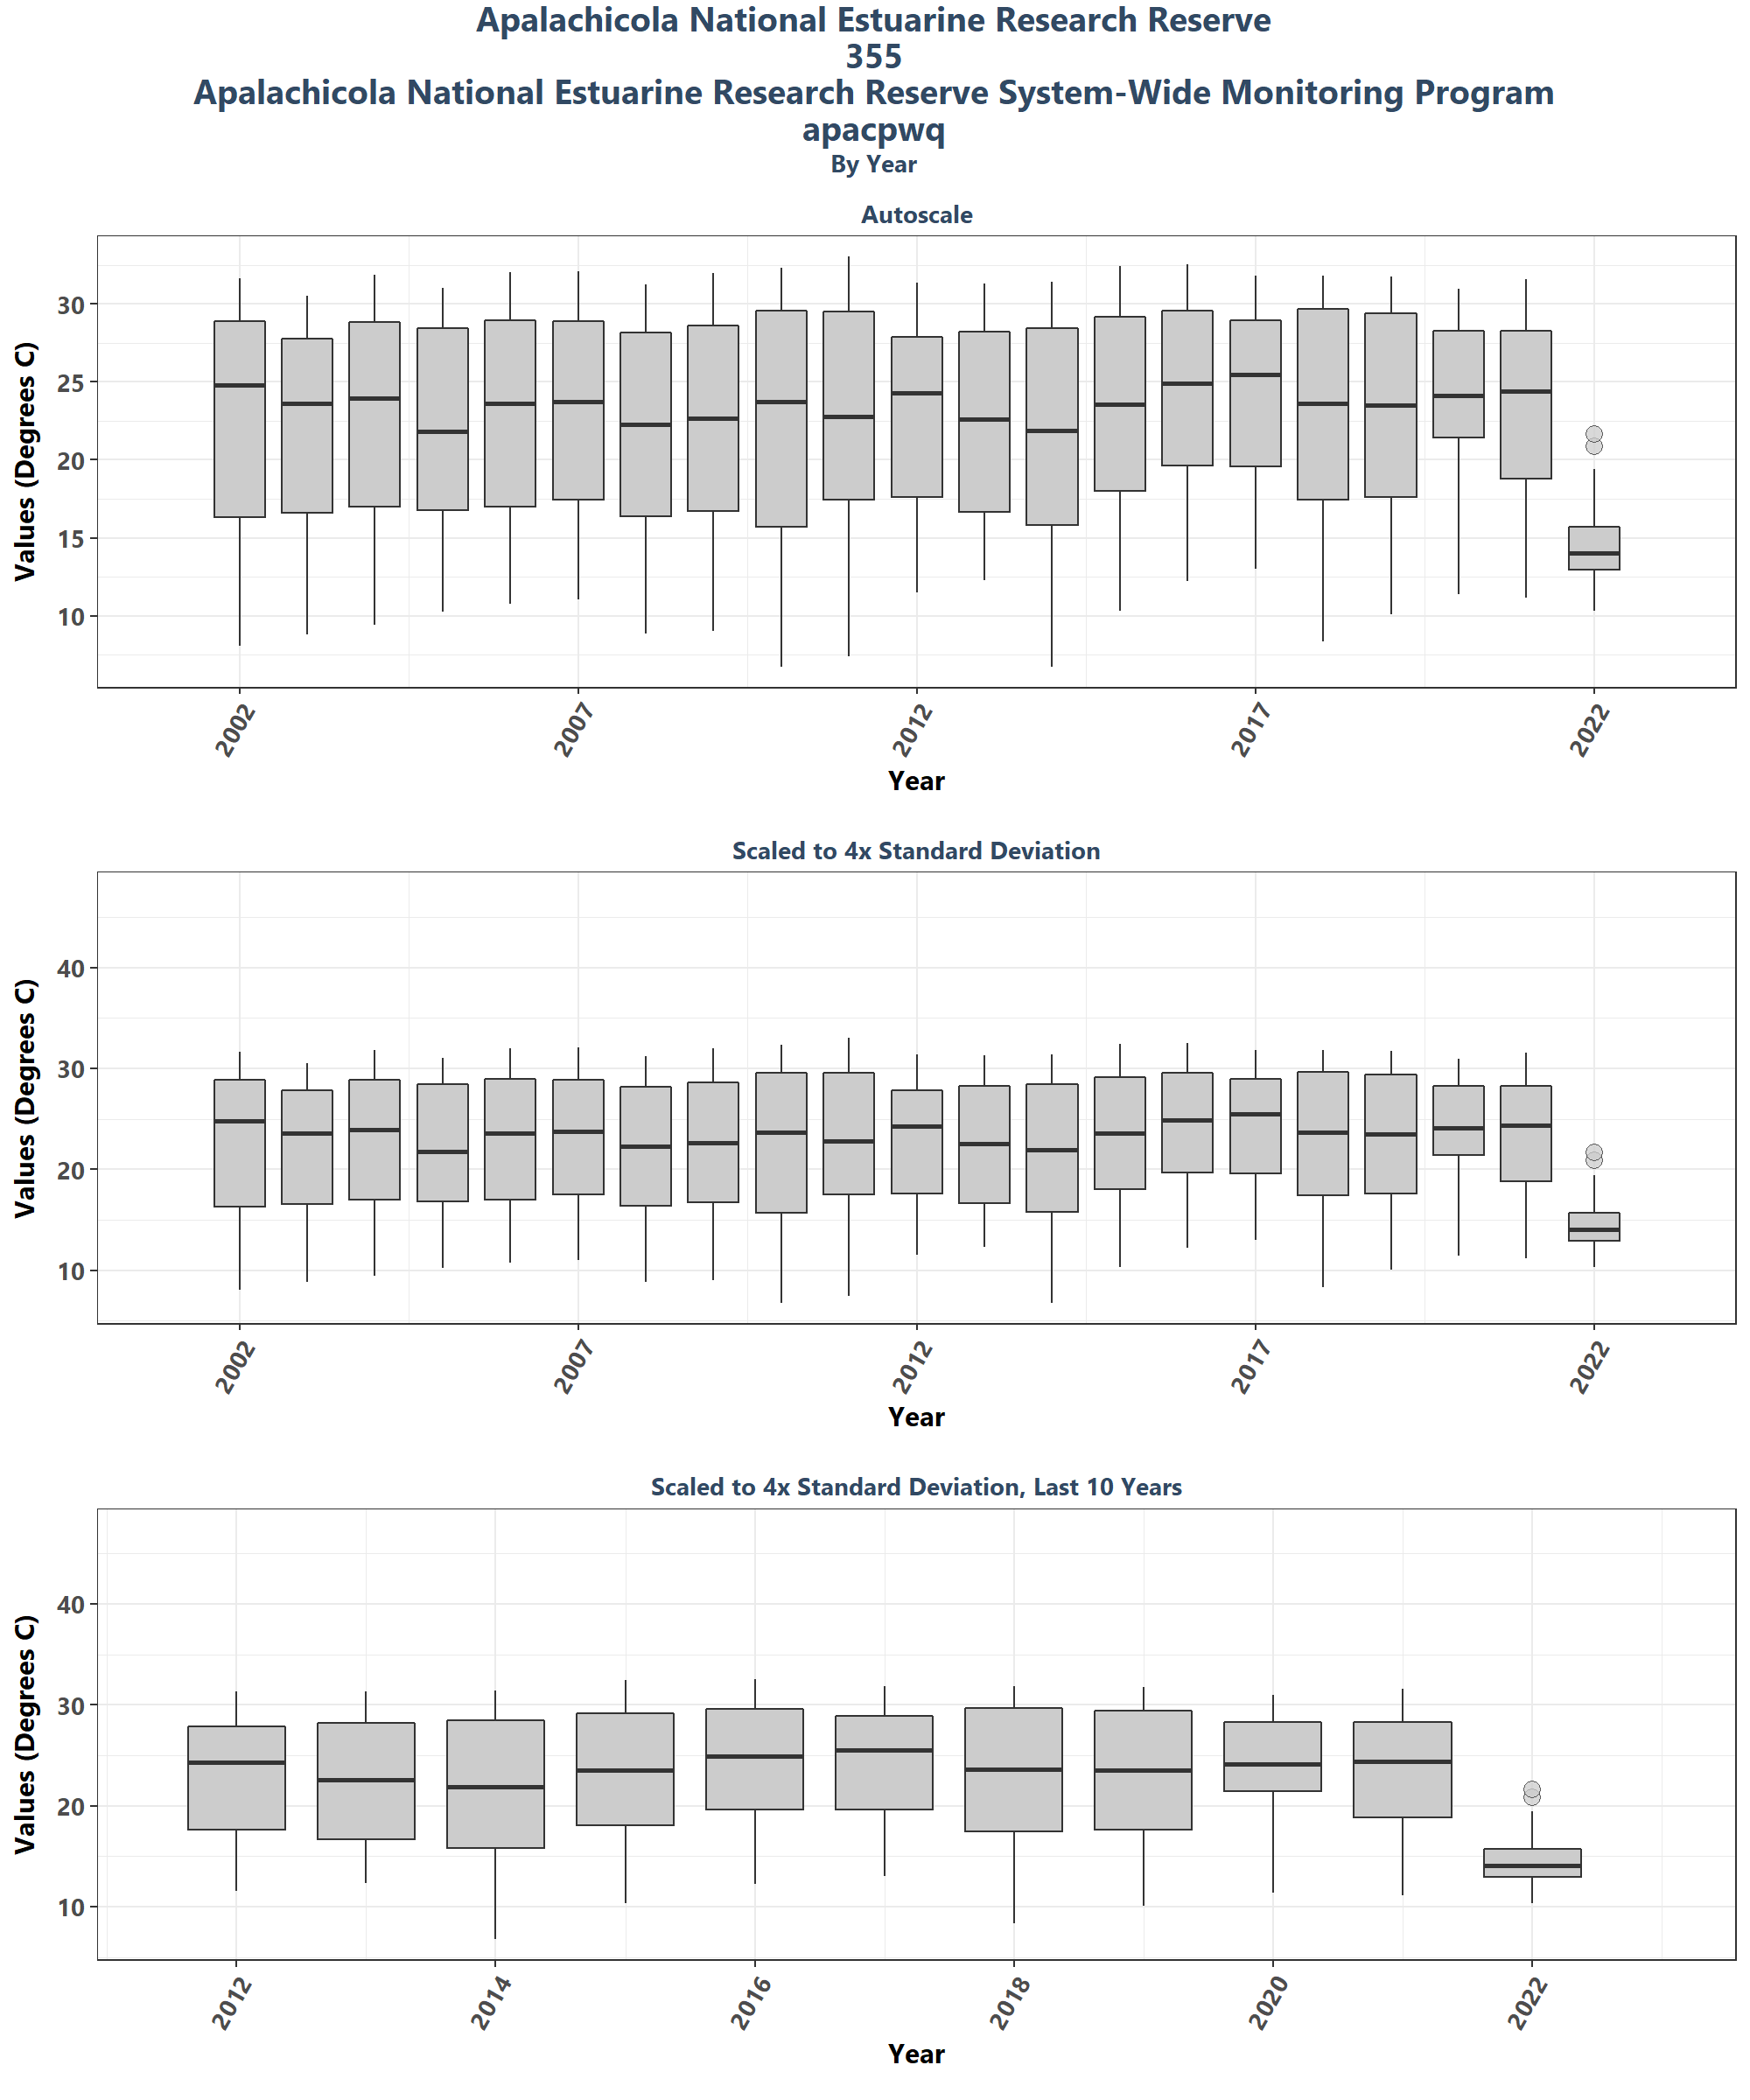 Apalachicola National Estuarine Research Reserve
355
Apalachicola National Estuarine Research Reserve System-Wide Monitoring Program
apacpwq
By Year
Autoscale
Values (Degrees C)
30
25
20
15
10
2002
2007
2012
2017
2022
Year
Scaled to 4x Standard Deviation
Values (Degrees C)
40
30
20
10
2002
2007
2012
2017
2022
Year
Scaled to 4x Standard Deviation, Last 10 Years
Values (Degrees C)
40
30
20
10
2012
2014
2016
2018
2020
2022
Year